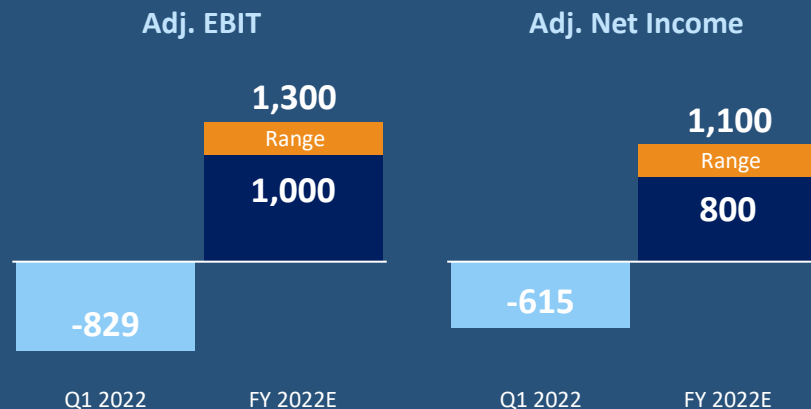 Adj. EBIT
1,300
Range
1,000
-829
Q1 2022 FY 2022E
Adj. Net Income
1,100
Range
800
-615
Q1 2022 FY 2022E